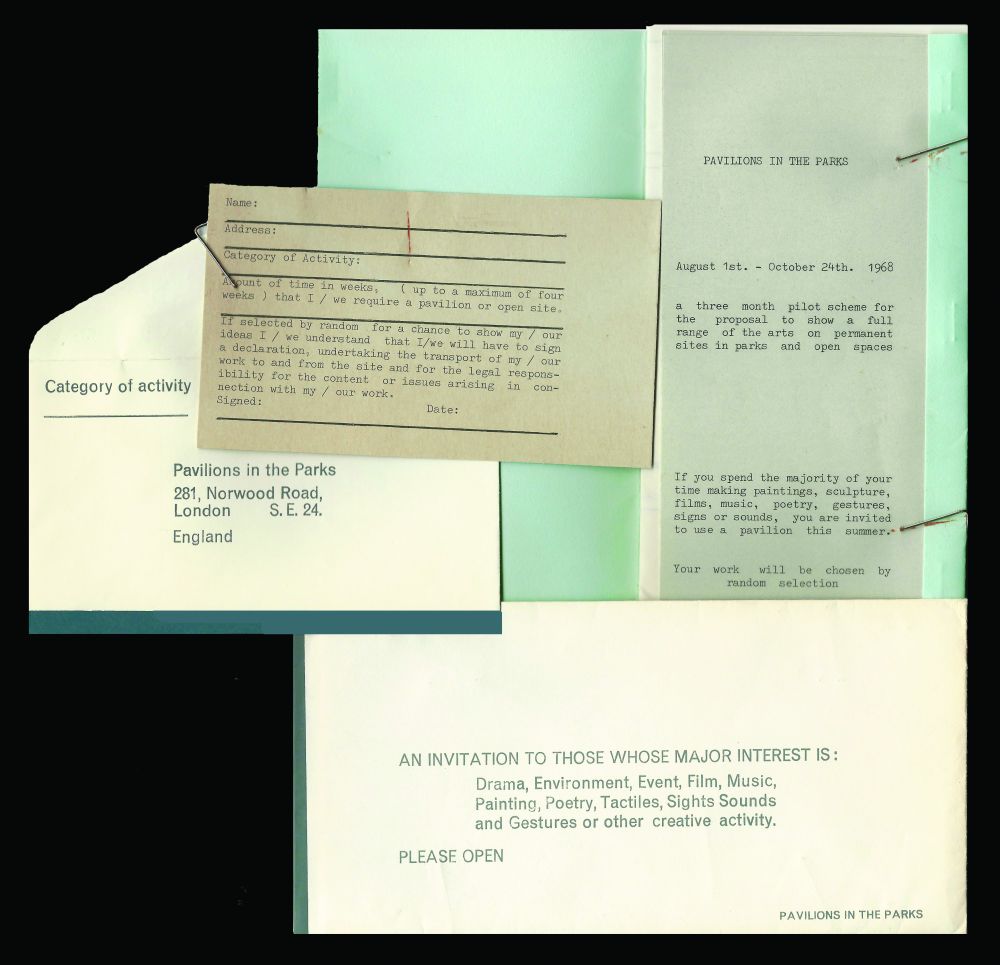 PAVILIONS IN THE PARKS
August 1st. - October 24th. 1968
a three month pilot scheme for
the proposal to show a full
range of the arts on permanent
sites in parks and open spaces
If you spend the majority of your
time making paintings, sculpture,
films, music, poetry, gestures,
signs or sounds, you are invited
to use a pavilion this summer.
Your work will be chosen by
random selection
Name:
Address:
Category of Activity:
Amount of time in weeks, ( up to a maximum of four
weeks ) that I / we require a pavilion or open site.
If selected by random for a chance to show my / our
ideas I / we understand that I/we will have to sign
a declaration, undertaking the transport of my / our
work to and from the site and for the legal respons-
ibility for the content or issues arising in con-
nection with my / our work.
Signed: Date:
Category of activity
Pavilions in the Parks
281, Norwood Road,
London S. E. 24.
England
AN INVITATION TO THOSE WHOSE MAJOR INTEREST IS :
Drama, Environment, Event, Film, Music,
Painting, Poetry, Tactiles, Sights Sounds
and Gestures or other creative activity.
PLEASE OPEN
PAVILIONS IN THE PARKS